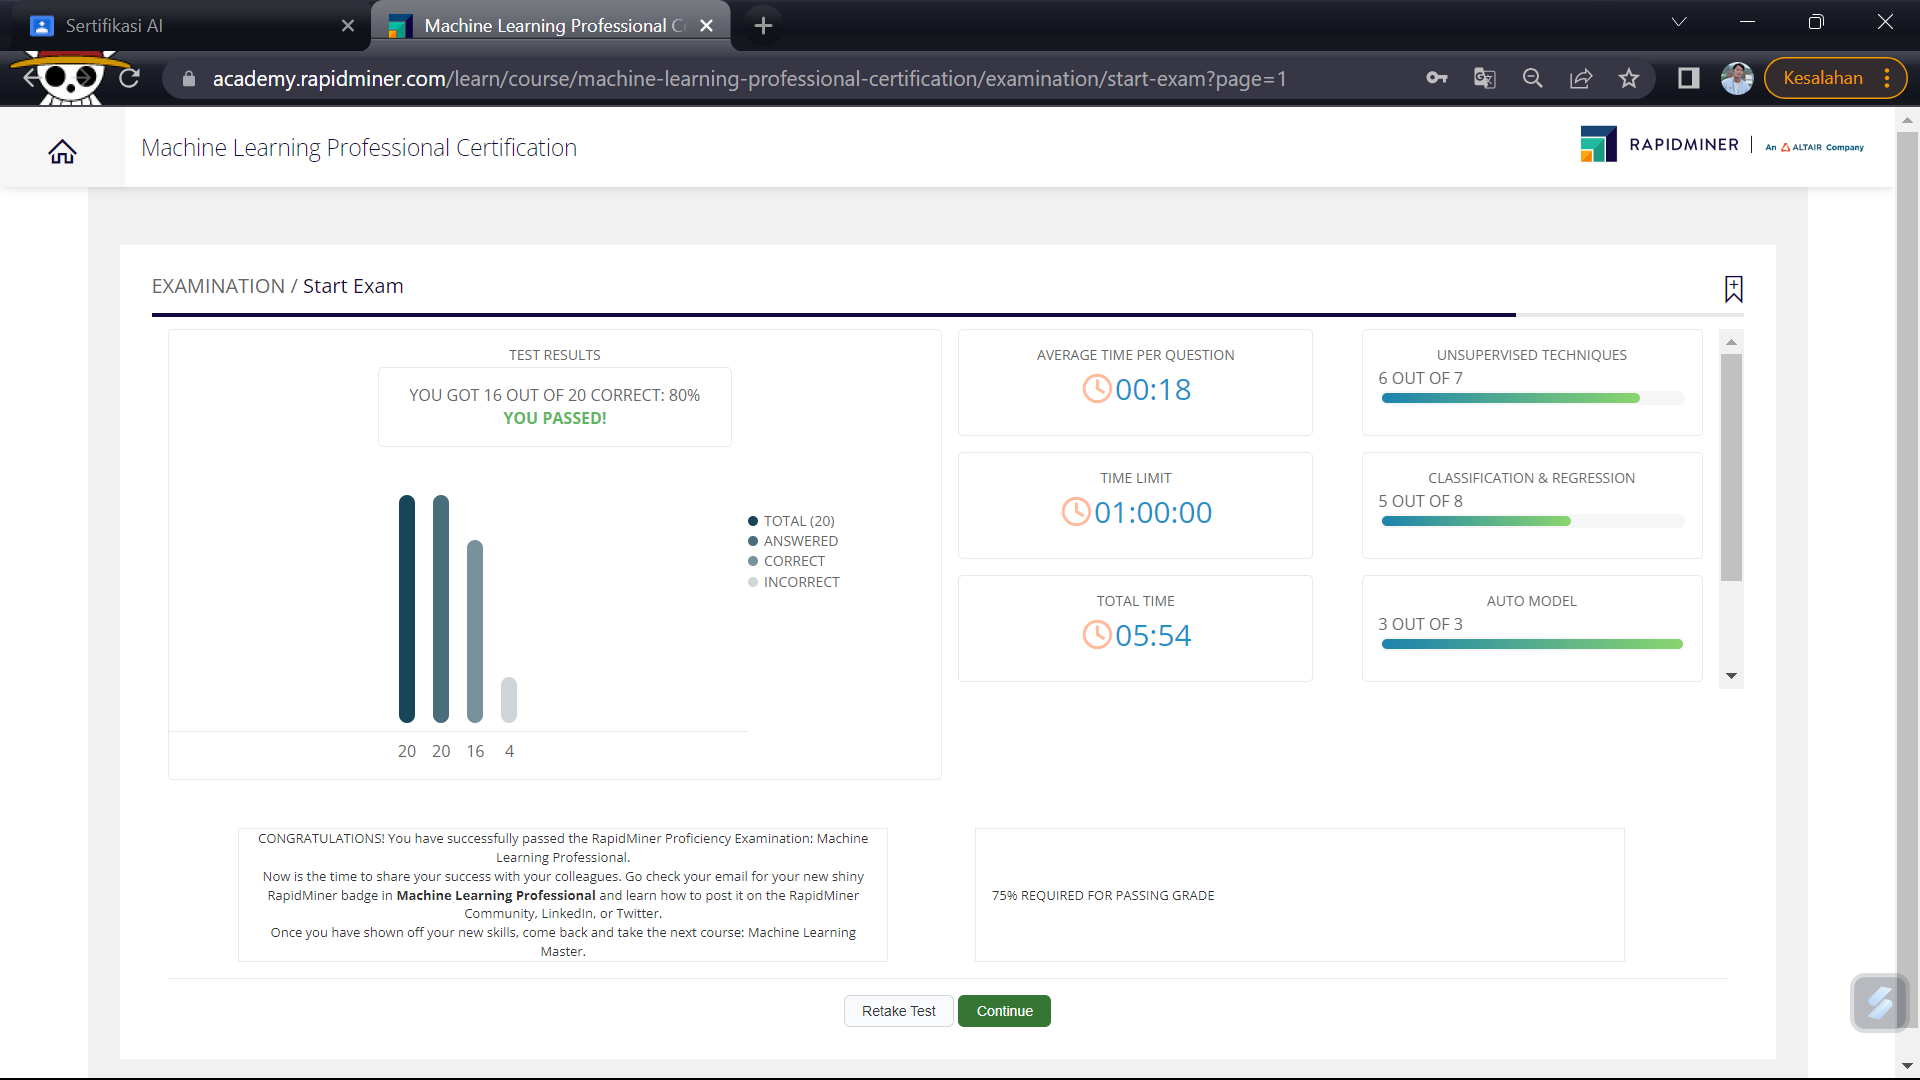 Sertifikasi AI
Machine Learning Professional C
academy.rapidminer.com/learn/course/machine-learning-professional-certification/examination/start-exam?page=1
Kesalahan
Machine Learning Professional Certification
RAPIDMINER
An ALTAIR Company
EXAMINATION / Start Exam
TEST RESULTS
YOU GOT 16 OUT OF 20 CORRECT: 80%
YOU PASSED!
TOTAL (20)
ANSWERED
CORRECT
INCORRECT
20 20 16 4
AVERAGE TIME PER QUESTION
00:18
TIME LIMIT
01:00:00
TOTAL TIME
05:54
UNSUPERVISED TECHNIQUES
6 OUT OF 7
CLASSIFICATION & REGRESSION
5 OUT OF 8
AUTO MODEL
3 OUT OF 3
CONGRATULATIONS! You have successfully passed the RapidMiner Proficiency Examination: Machine
Learning Professional.
Now is the time to share your success with your colleagues. Go check your email for your new shiny
RapidMiner badge in Machine Learning Professional and learn how to post it on the RapidMiner
Community, LinkedIn, or Twitter.
Once you have shown off your new skills, come back and take the next course: Machine Learning
Master.
75% REQUIRED FOR PASSING GRADE
Retake Test
Continue